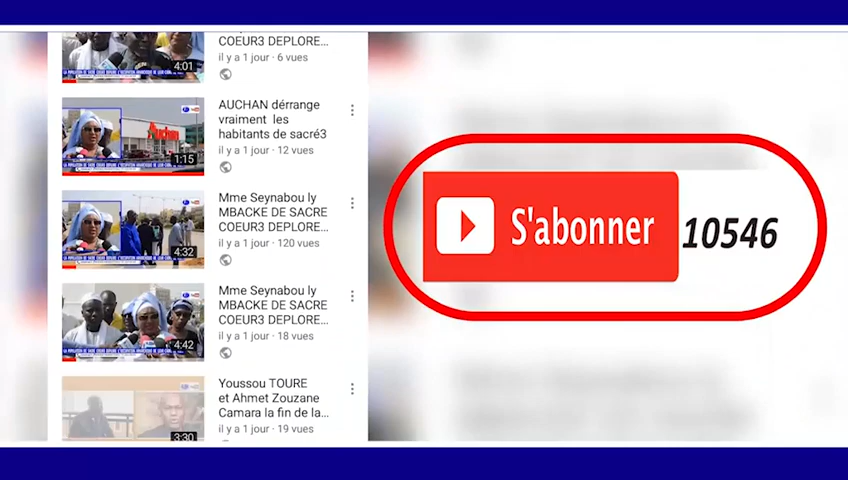 COEUR3 DEPLORE...
il y a 1 jour · 6 vues
4:01
AUCHAN dérrange
vraiment les
habitants de sacré3
il y a 1 jour · 12 vues
Auchan
1:15
Mme Seynabou ly
MBACKE DE SACRE
COEUR3 DEPLORE...
il y a 1 jour · 120 vues
4:32
Mme Seynabou ly
MBACKE DE SACRE
COEUR3 DEPLORE...
il y a 1 jour · 18 vues
4:42
Youssou TOURE
et Ahmet Zouzane
Camara la fin de la...
il y a 1 jour · 19 vues
3:30
S'abonner
10546